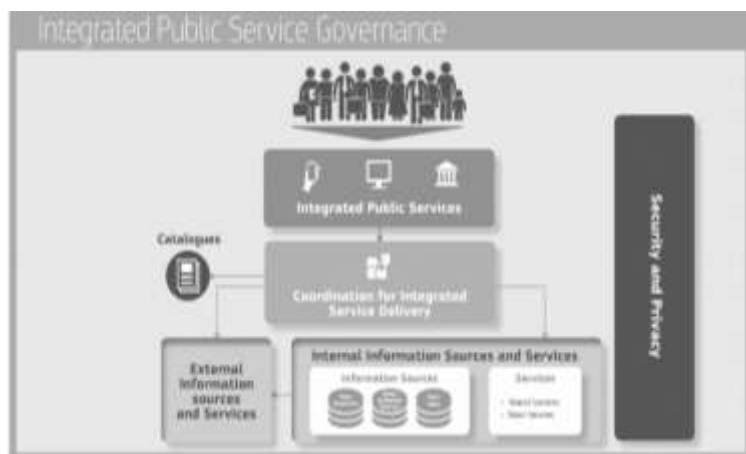 Integrated Public Service Governance
Integrated Public Services
Catalogues
Coordination for Integrated
Service Delivery
Security and Privacy
External
Information
sources
and Services
Internal Information Sources and Services
Information Sources
Services